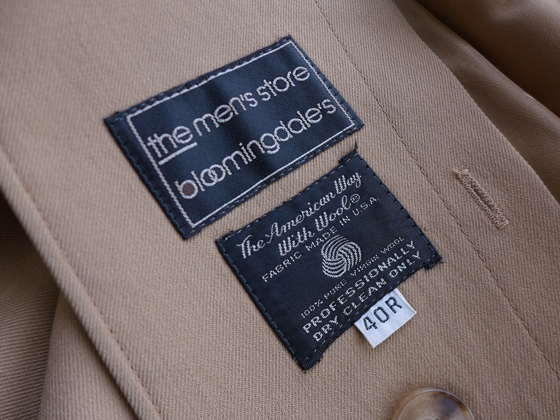 the men's store
bloomingdale's
The American Way
With Wool®
FABRIC MADE IN U.S.A.
100% PURE VIRGIN WOOL
PROFESSIONALLY
DRY CLEAN ONLY
40R